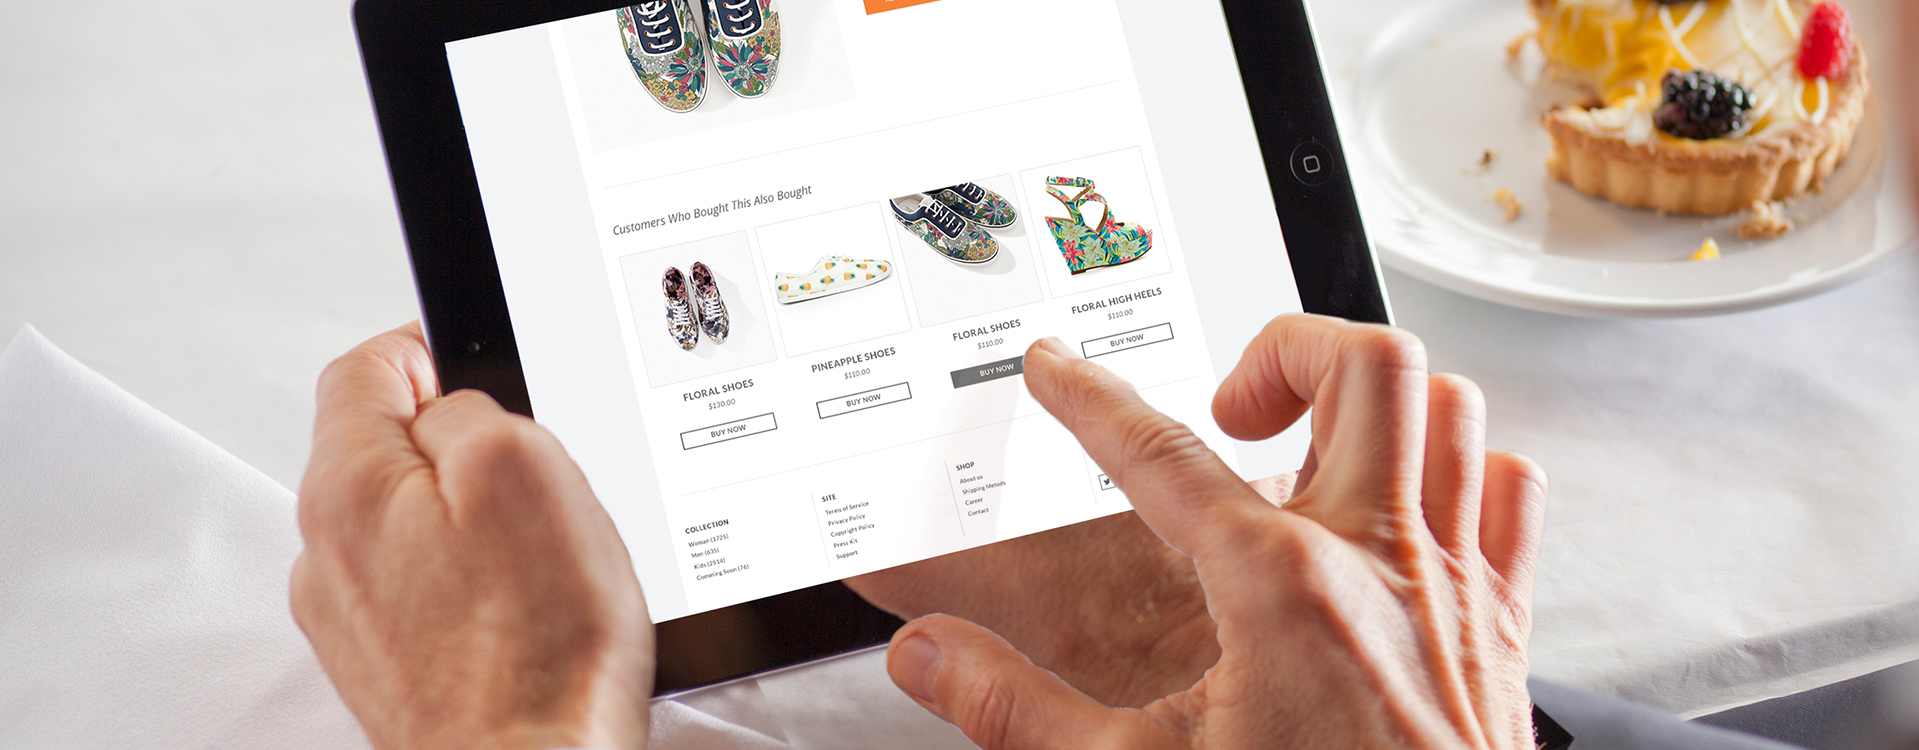 Customers Who Bought This Also Bought
FLORAL SHOES
$130.00
BUY NOW
PINEAPPLE SHOES
$110.00
BUY NOW
FLORAL SHOES
$110.00
BUY NOW
FLORAL HIGH HEELS
$110.00
BUY NOW
COLLECTION
Woman (1725)
Men (635)
Kids (2514)
Comming Soon (76)
SITE
Terms of Service
Privacy Policy
Copyright Policy
Press Kit
Support
SHOP
About us
Shipping Metods
Career
Contact